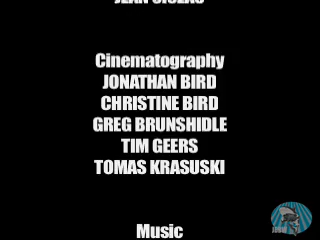 Cinematography
JONATHAN BIRD
CHRISTINE BIRD
GREG BRUNSHIDLE
TIM GEERS
TOMAS KRASUSKI
Music